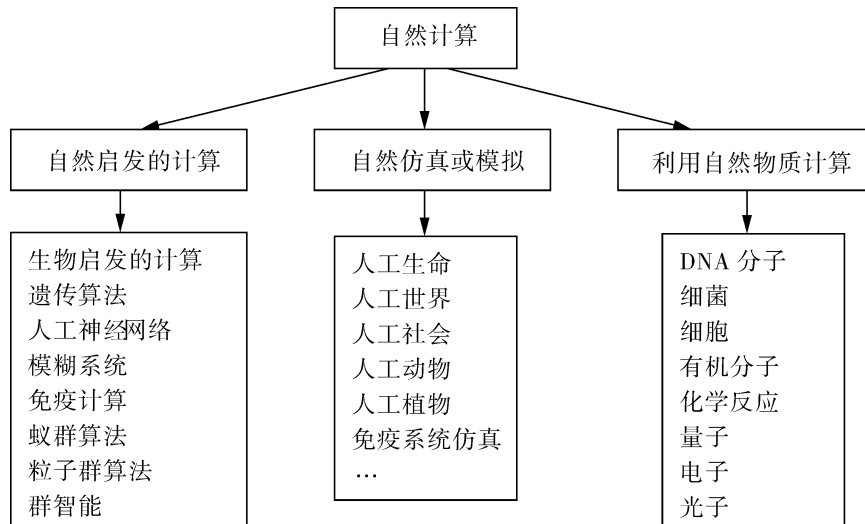 自然计算
自然启发的计算
自然仿真或模拟
利用自然物质计算
生物启发的计算
遗传算法
人工神经网络
模糊系统
免疫计算
蚁群算法
粒子群算法
群智能
人工生命
人工世界
人工社会
人工动物
人工植物
免疫系统仿真
…
DNA 分子
细菌
细胞
有机分子
化学反应
量子
电子
光子